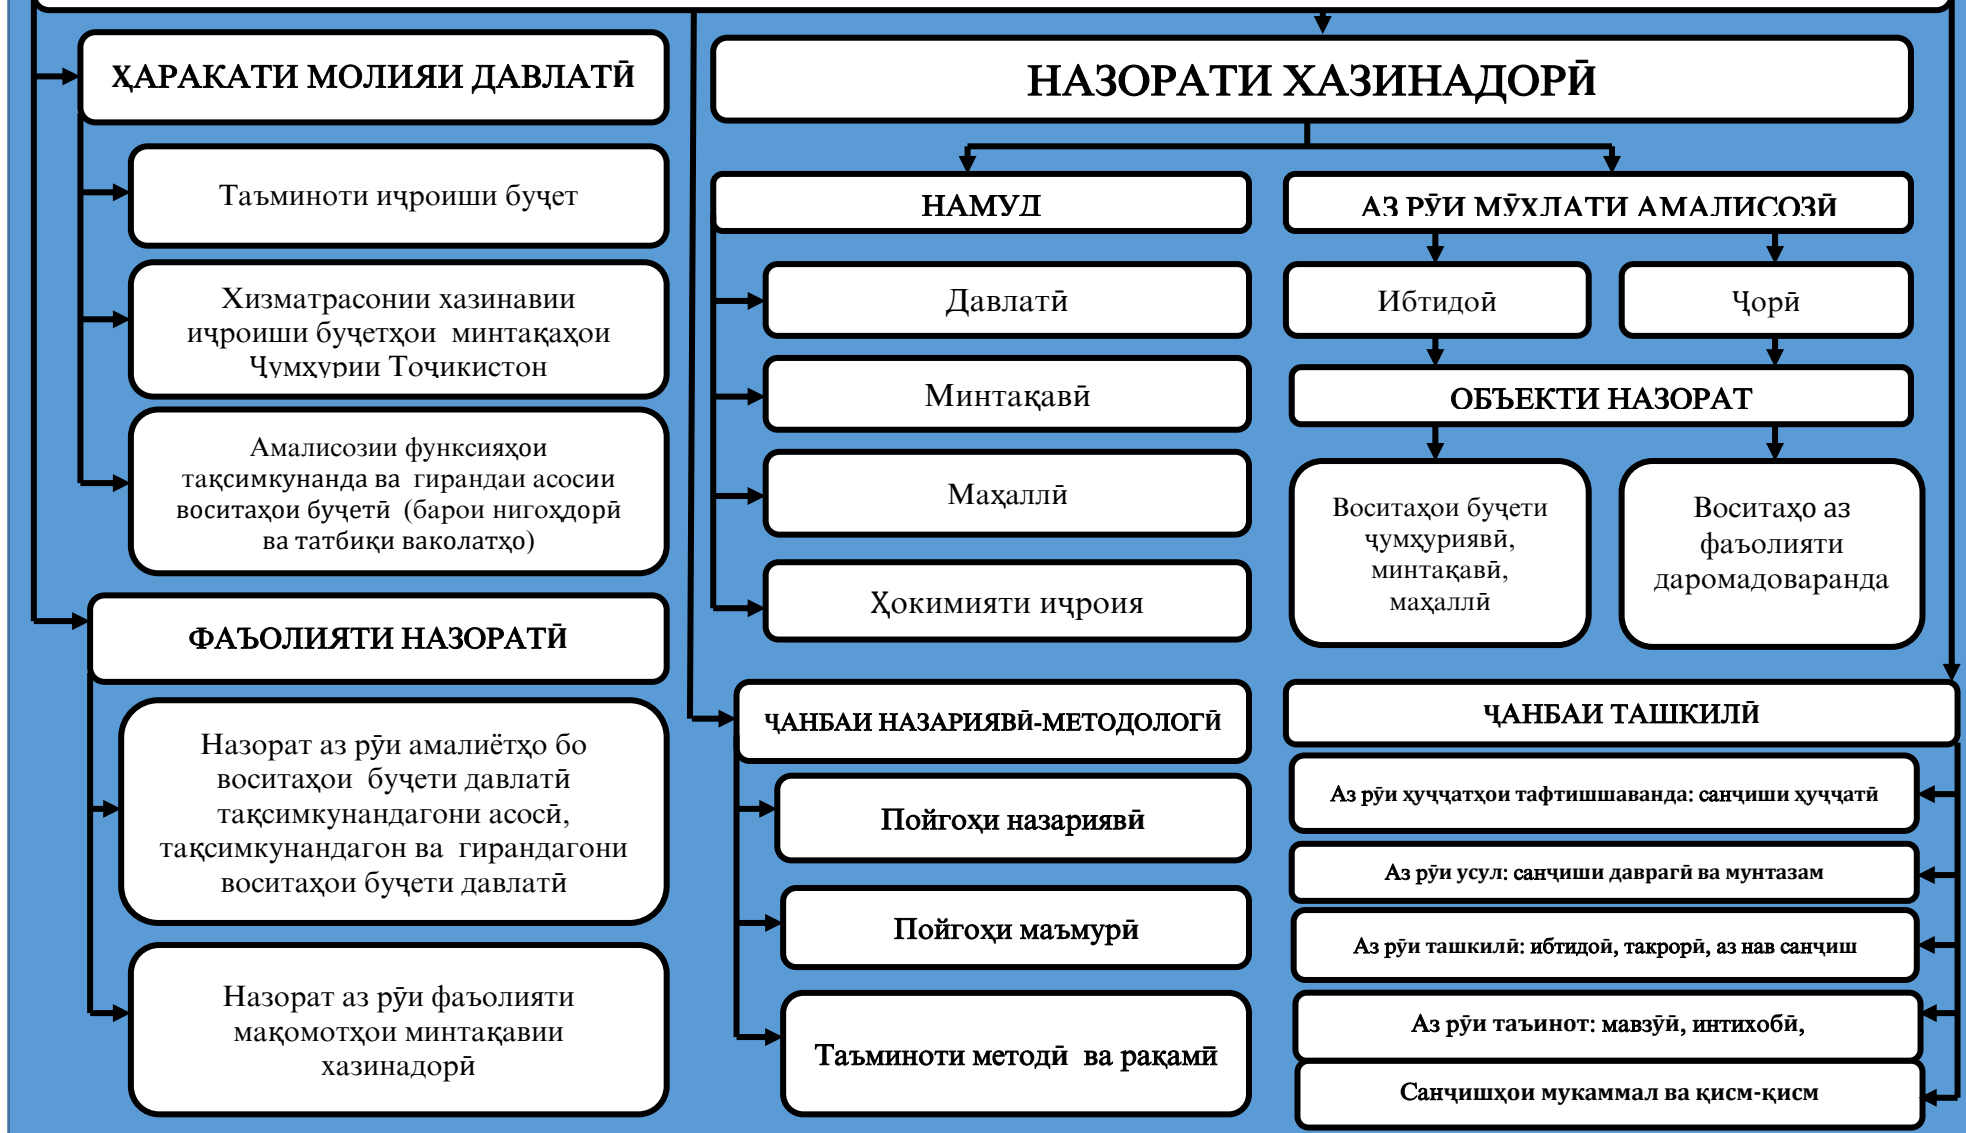 ҲАРАКАТИ МОЛИЯИ ДАВЛАТӢ
Таъминоти иҷроиши буҷет
Хизматрасонии хазинавии
иҷроиши буҷетҳои минтақаҳои
Ҷумҳурии Тоҷикистон
Амалисозии функсияҳои
тақсимкунанда ва гирандаи асосии
воситаҳои буҷетӣ (барои нигоҳдорӣ
ва татбиқи ваколатҳо)
ФАЪОЛИЯТИ НАЗОРАТӢ
Назорат аз рӯи амалиётҳо бо
воситаҳои буҷети давлатӣ
тақсимкунандагони асосӣ,
тақсимкунандагон ва гирандагони
воситаҳои буҷети давлатӣ
Назорат аз рӯи фаъолияти
мақомотҳои минтақавии
хазинадорӣ
НАЗОРАТИ ХАЗИНАДОРӢ
НАМУД
Давлатӣ
Минтақавӣ
Маҳаллӣ
Ҳокимияти иҷроия
АЗ РӮИ МӮҲЛАТИ АМАЛИСОЗӢ
Ибтидоӣ
Ҷорӣ
ОБЪЕКТИ НАЗОРАТ
Воситаҳои буҷети
ҷумҳуриявӣ,
минтақавӣ,
маҳаллӣ
Воситаҳо аз
фаъолияти
даромадоваранда
ҶАНБАИ НАЗАРИЯВӢ-МЕТОДОЛОГӢ
Пойгоҳи назариявӣ
Пойгоҳи маъмурӣ
Таъминоти методӣ ва рақамӣ
ҶАНБАИ ТАШКИЛӢ
Аз рӯи ҳуҷҷатҳои тафтишшаванда: санҷиши ҳуҷҷатӣ
Аз рӯи усул: санҷиши даврагӣ ва мунтазам
Аз рӯи ташкилӣ: ибтидоӣ, такрорӣ, аз нав санҷиш
Аз рӯи таъинот: мавзӯӣ, интихобӣ,
Санҷишҳои мукаммал ва қисм-қисм